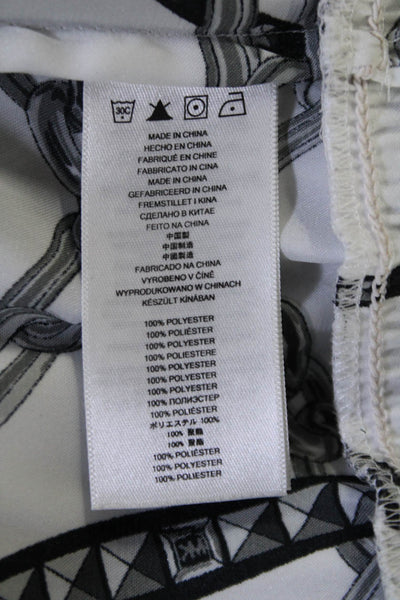 30C
MADE IN CHINA
HECHO EN CHINA
FABRIQUÉ EN CHINE
FABBRICATO IN CINA
MADE IN CHINA
GEFABRICEERD IN CHINA
FREMSTILLET I KINA
СДЕЛАНО В КИТАЕ
FEITO NA CHINA
中国製
中国制造
中國製造
FABRICADO NA CHINA
VYROBENO V ČÍNĚ
WYPRODUKOWANO W CHINACH
KÉSZÜLT KÍNÁBAN
100% POLYESTER
100% POLIÉSTER
100% POLYESTER
100% POLIESTERE
100% POLYESTER
100% POLYESTER
100% POLYESTER
100% ПОЛИЭСТЕР
100% POLIÉSTER
ポリエステル 100%
100% 聚酯
100% 聚酯
100% POLIÉSTER
100% POLYESTER